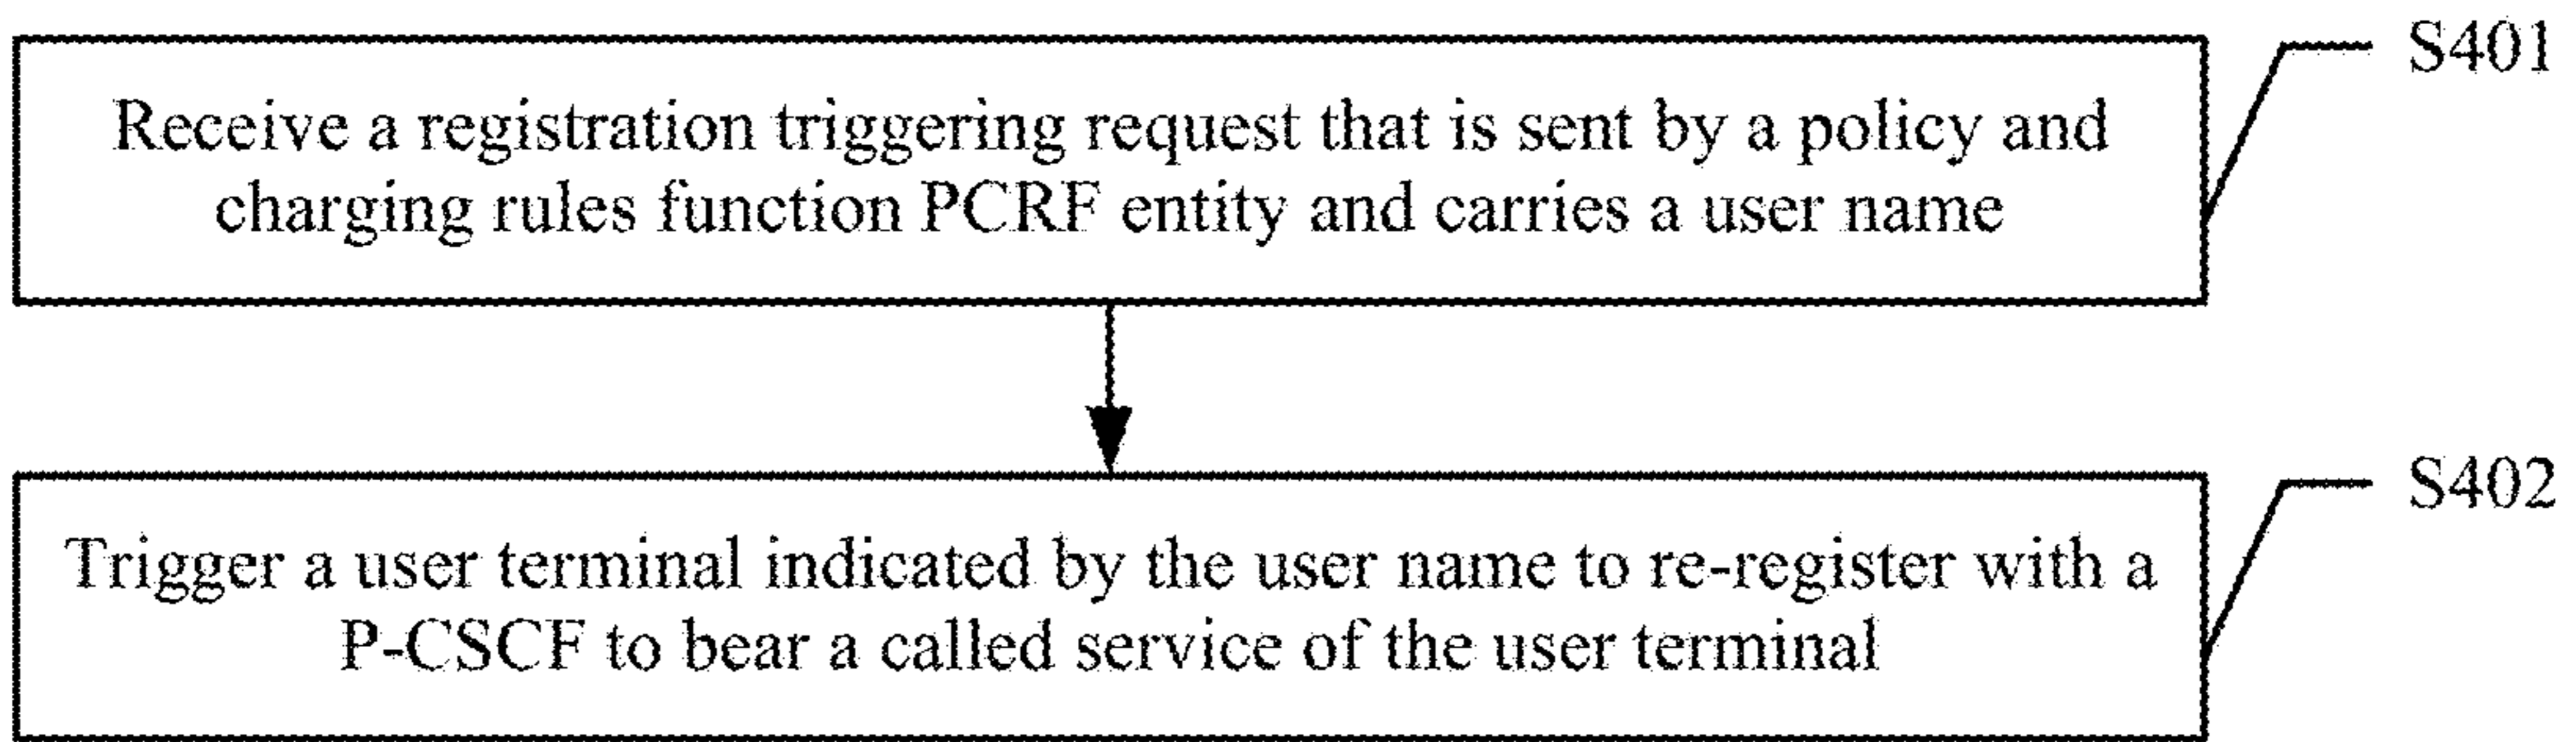 S401
Receive a registration triggering request that is sent by a policy and
charging rules function PCRF entity and carries a user name
S402
Trigger a user terminal indicated by the user name to re-register with a
P-CSCF to bear a called service of the user terminal